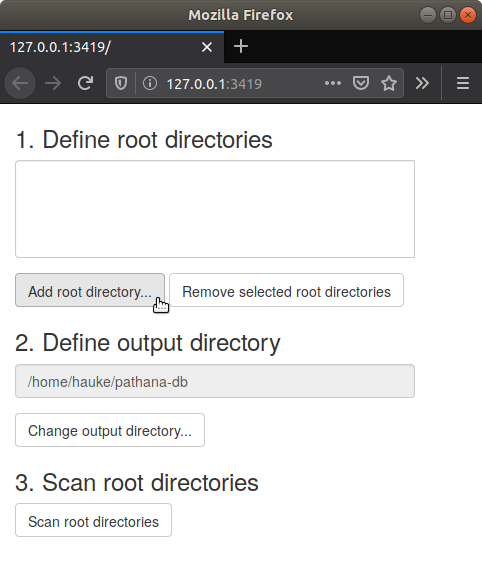 Mozilla Firefox
127.0.0.1:3419/
127.0.0.1:3419
1. Define root directories
Add root directory... Remove selected root directories
2. Define output directory
/home/hauke/pathana-db
Change output directory...
3. Scan root directories
Scan root directories